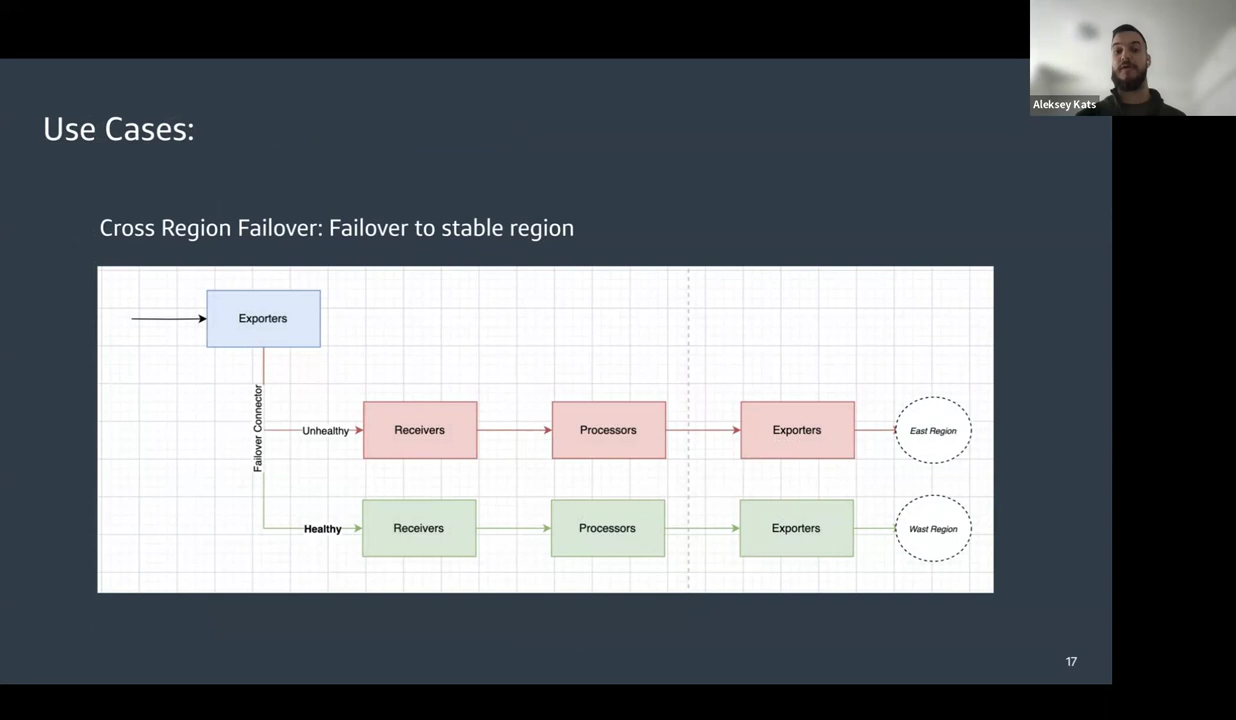 Aleksey Kats
Use Cases:
Cross Region Failover: Failover to stable region
Exporters
Failover Connector
Unhealthy
Receivers
Processors
Exporters
East Region
Healthy
Receivers
Processors
Exporters
Wast Region
17